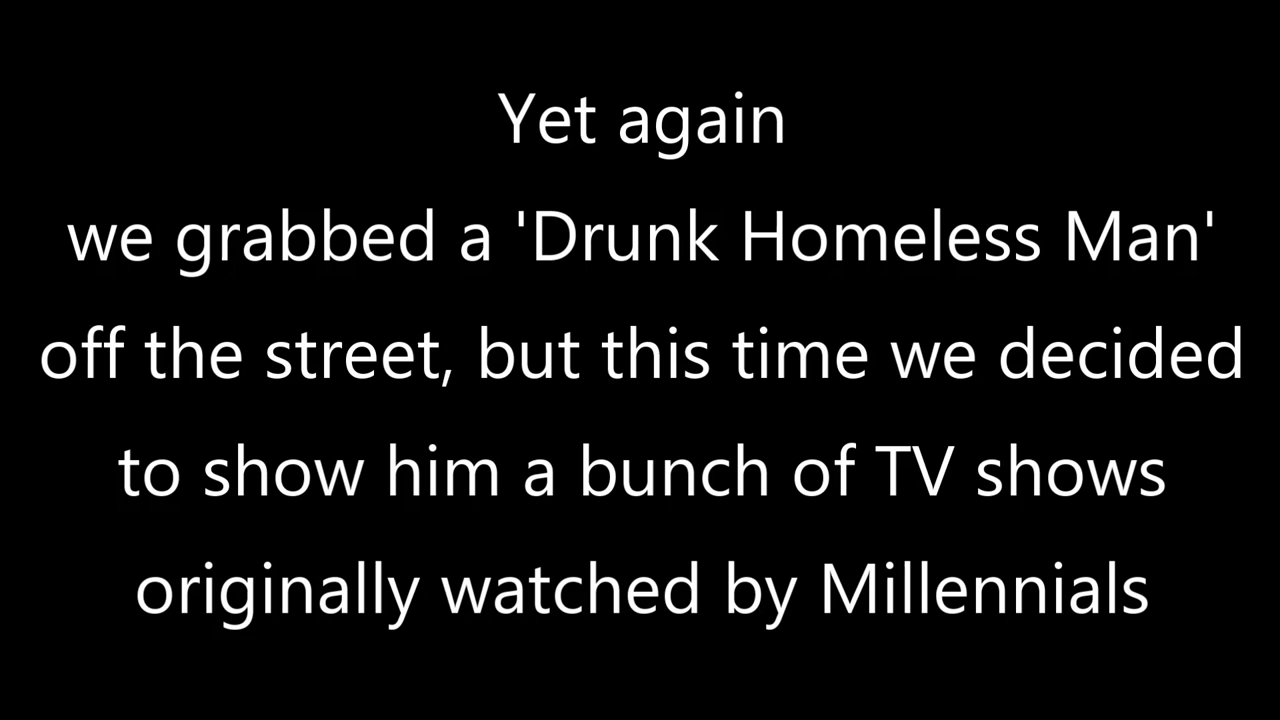 Yet again
we grabbed a 'Drunk Homeless Man'
off the street, but this time we decided
to show him a bunch of TV shows
originally watched by Millennials